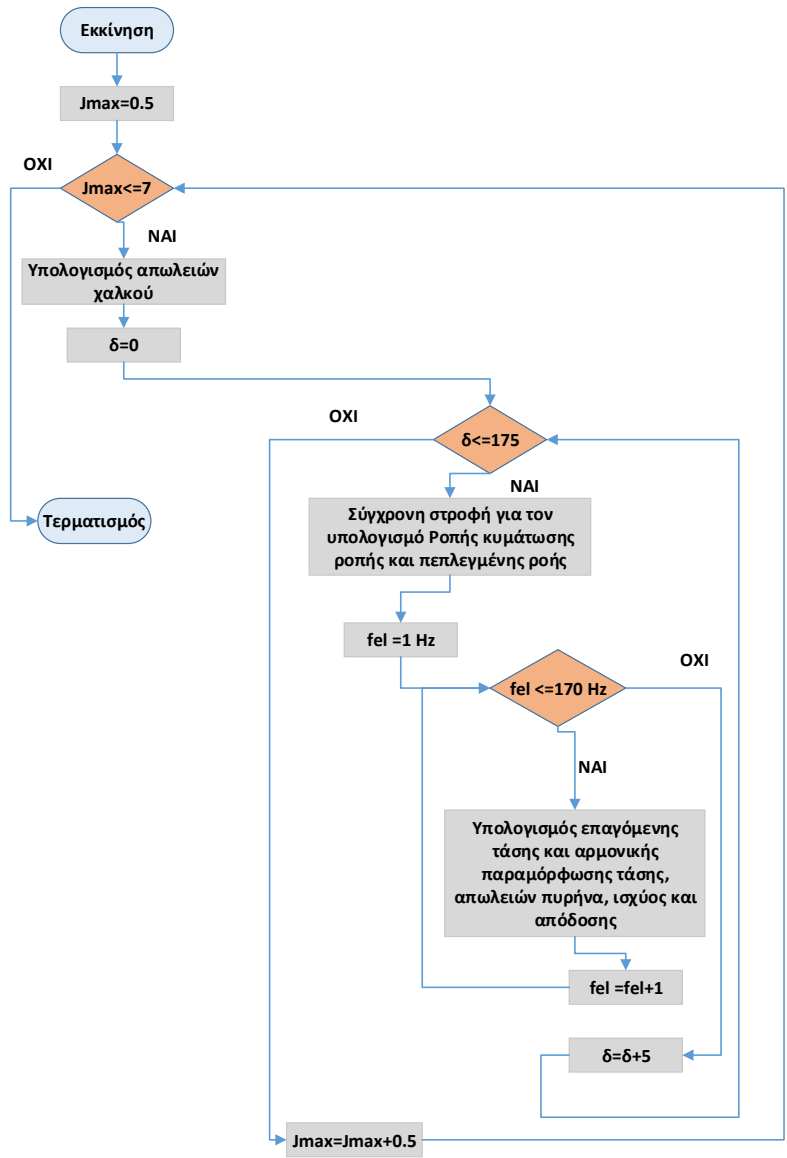 Εκκίνηση
Jmax=0.5
ΟΧΙ
Jmax<=7
ΝΑΙ
Υπολογισμός απωλειών
χαλκού
δ=0
ΟΧΙ
δ<=175
ΝΑΙ
Τερματισμός
Σύγχρονη στροφή για τον
υπολογισμό Ροπής κυμάτωσης
ροπής και πεπλεγμένης ροής
fel =1 Hz
ΟΧΙ
fel <=170 Hz
ΝΑΙ
Υπολογισμός επαγόμενης
τάσης και αρμονικής
παραμόρφωσης τάσης,
απωλειών πυρήνα, ισχύος και
απόδοσης
fel =fel+1
δ=δ+5
Jmax=Jmax+0.5